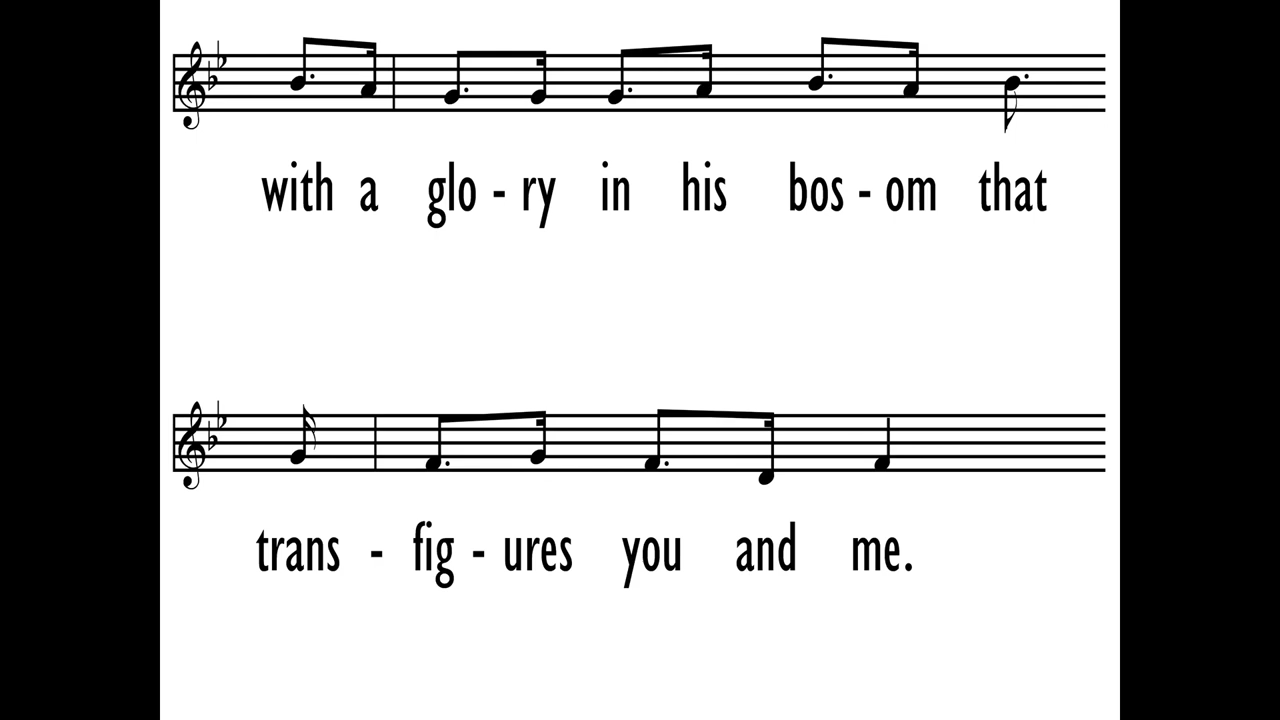 with a glo - ry in his bos - om that
trans - fig - ures you and me.